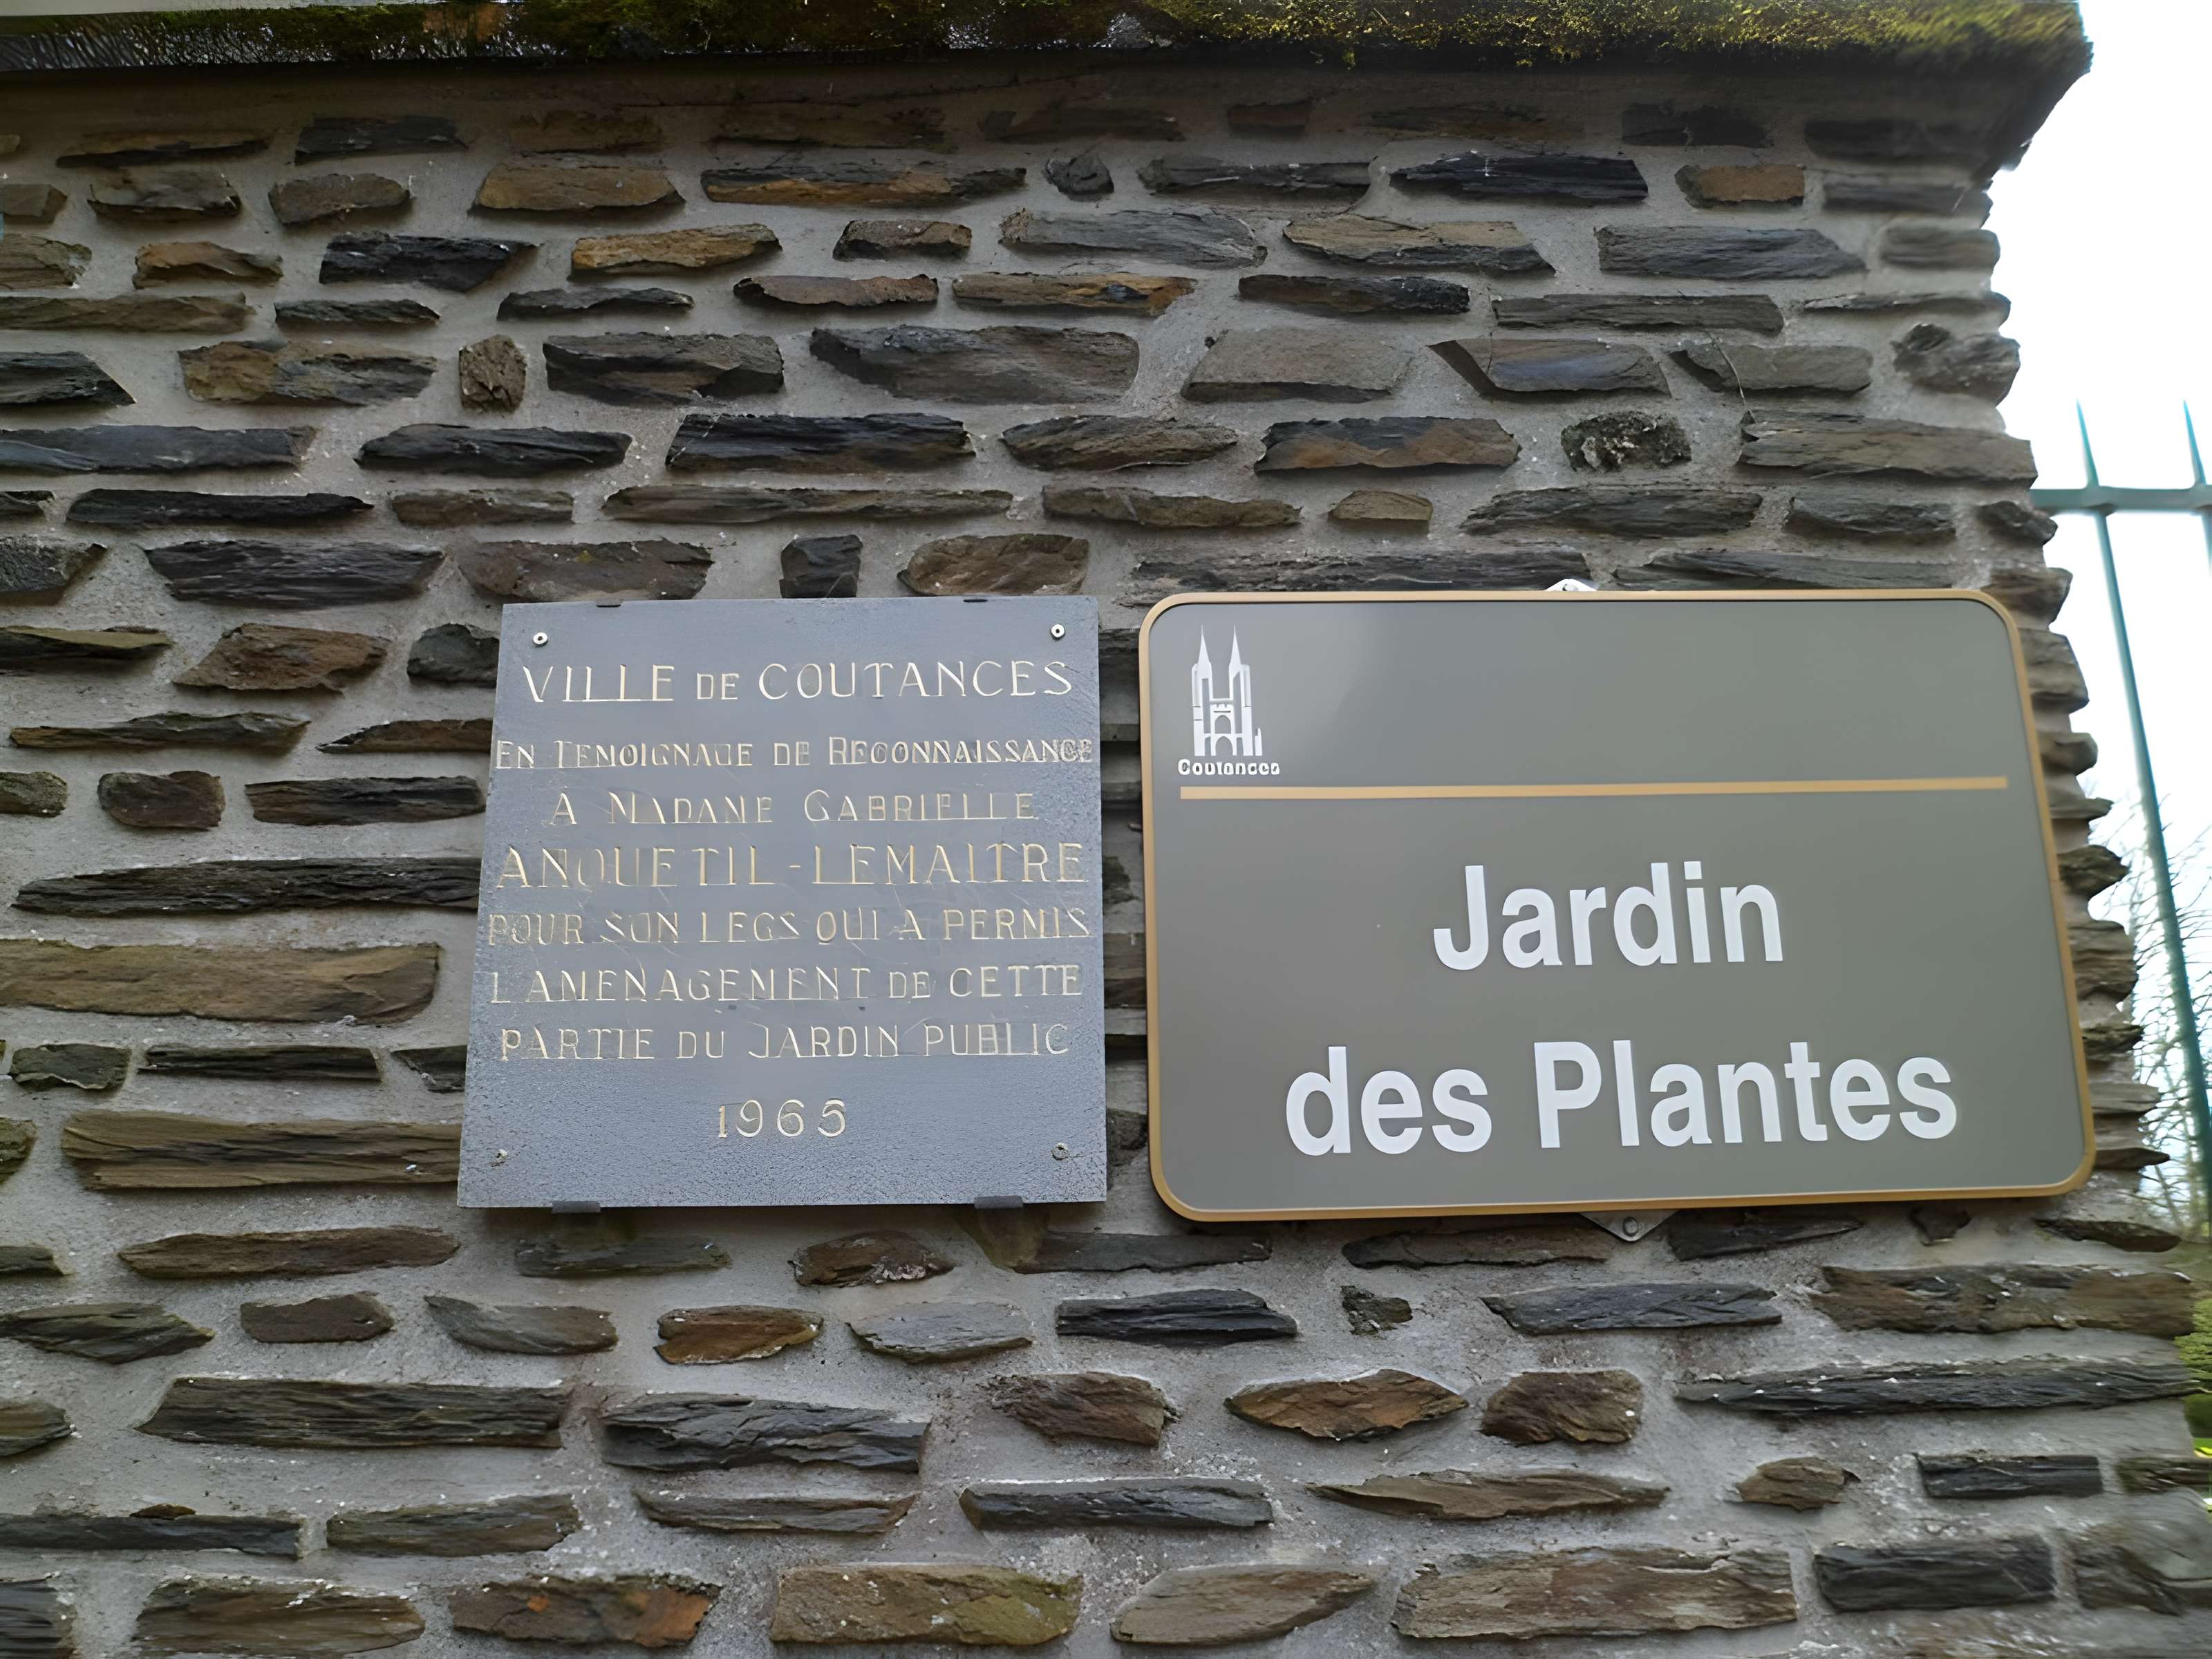 VILLE DE COUTANCES
EN TEMOIGNAGE DE RECONNAISSANCE
À MADAME GABRIELLE
ANQUETIL-LEMAITRE
POUR SON LEGS QUI A PERMIS
L'AMENAGEMENT DE CETTE
PARTIE DU JARDIN PUBLIC
1965
Coutances
Jardin
des Plantes